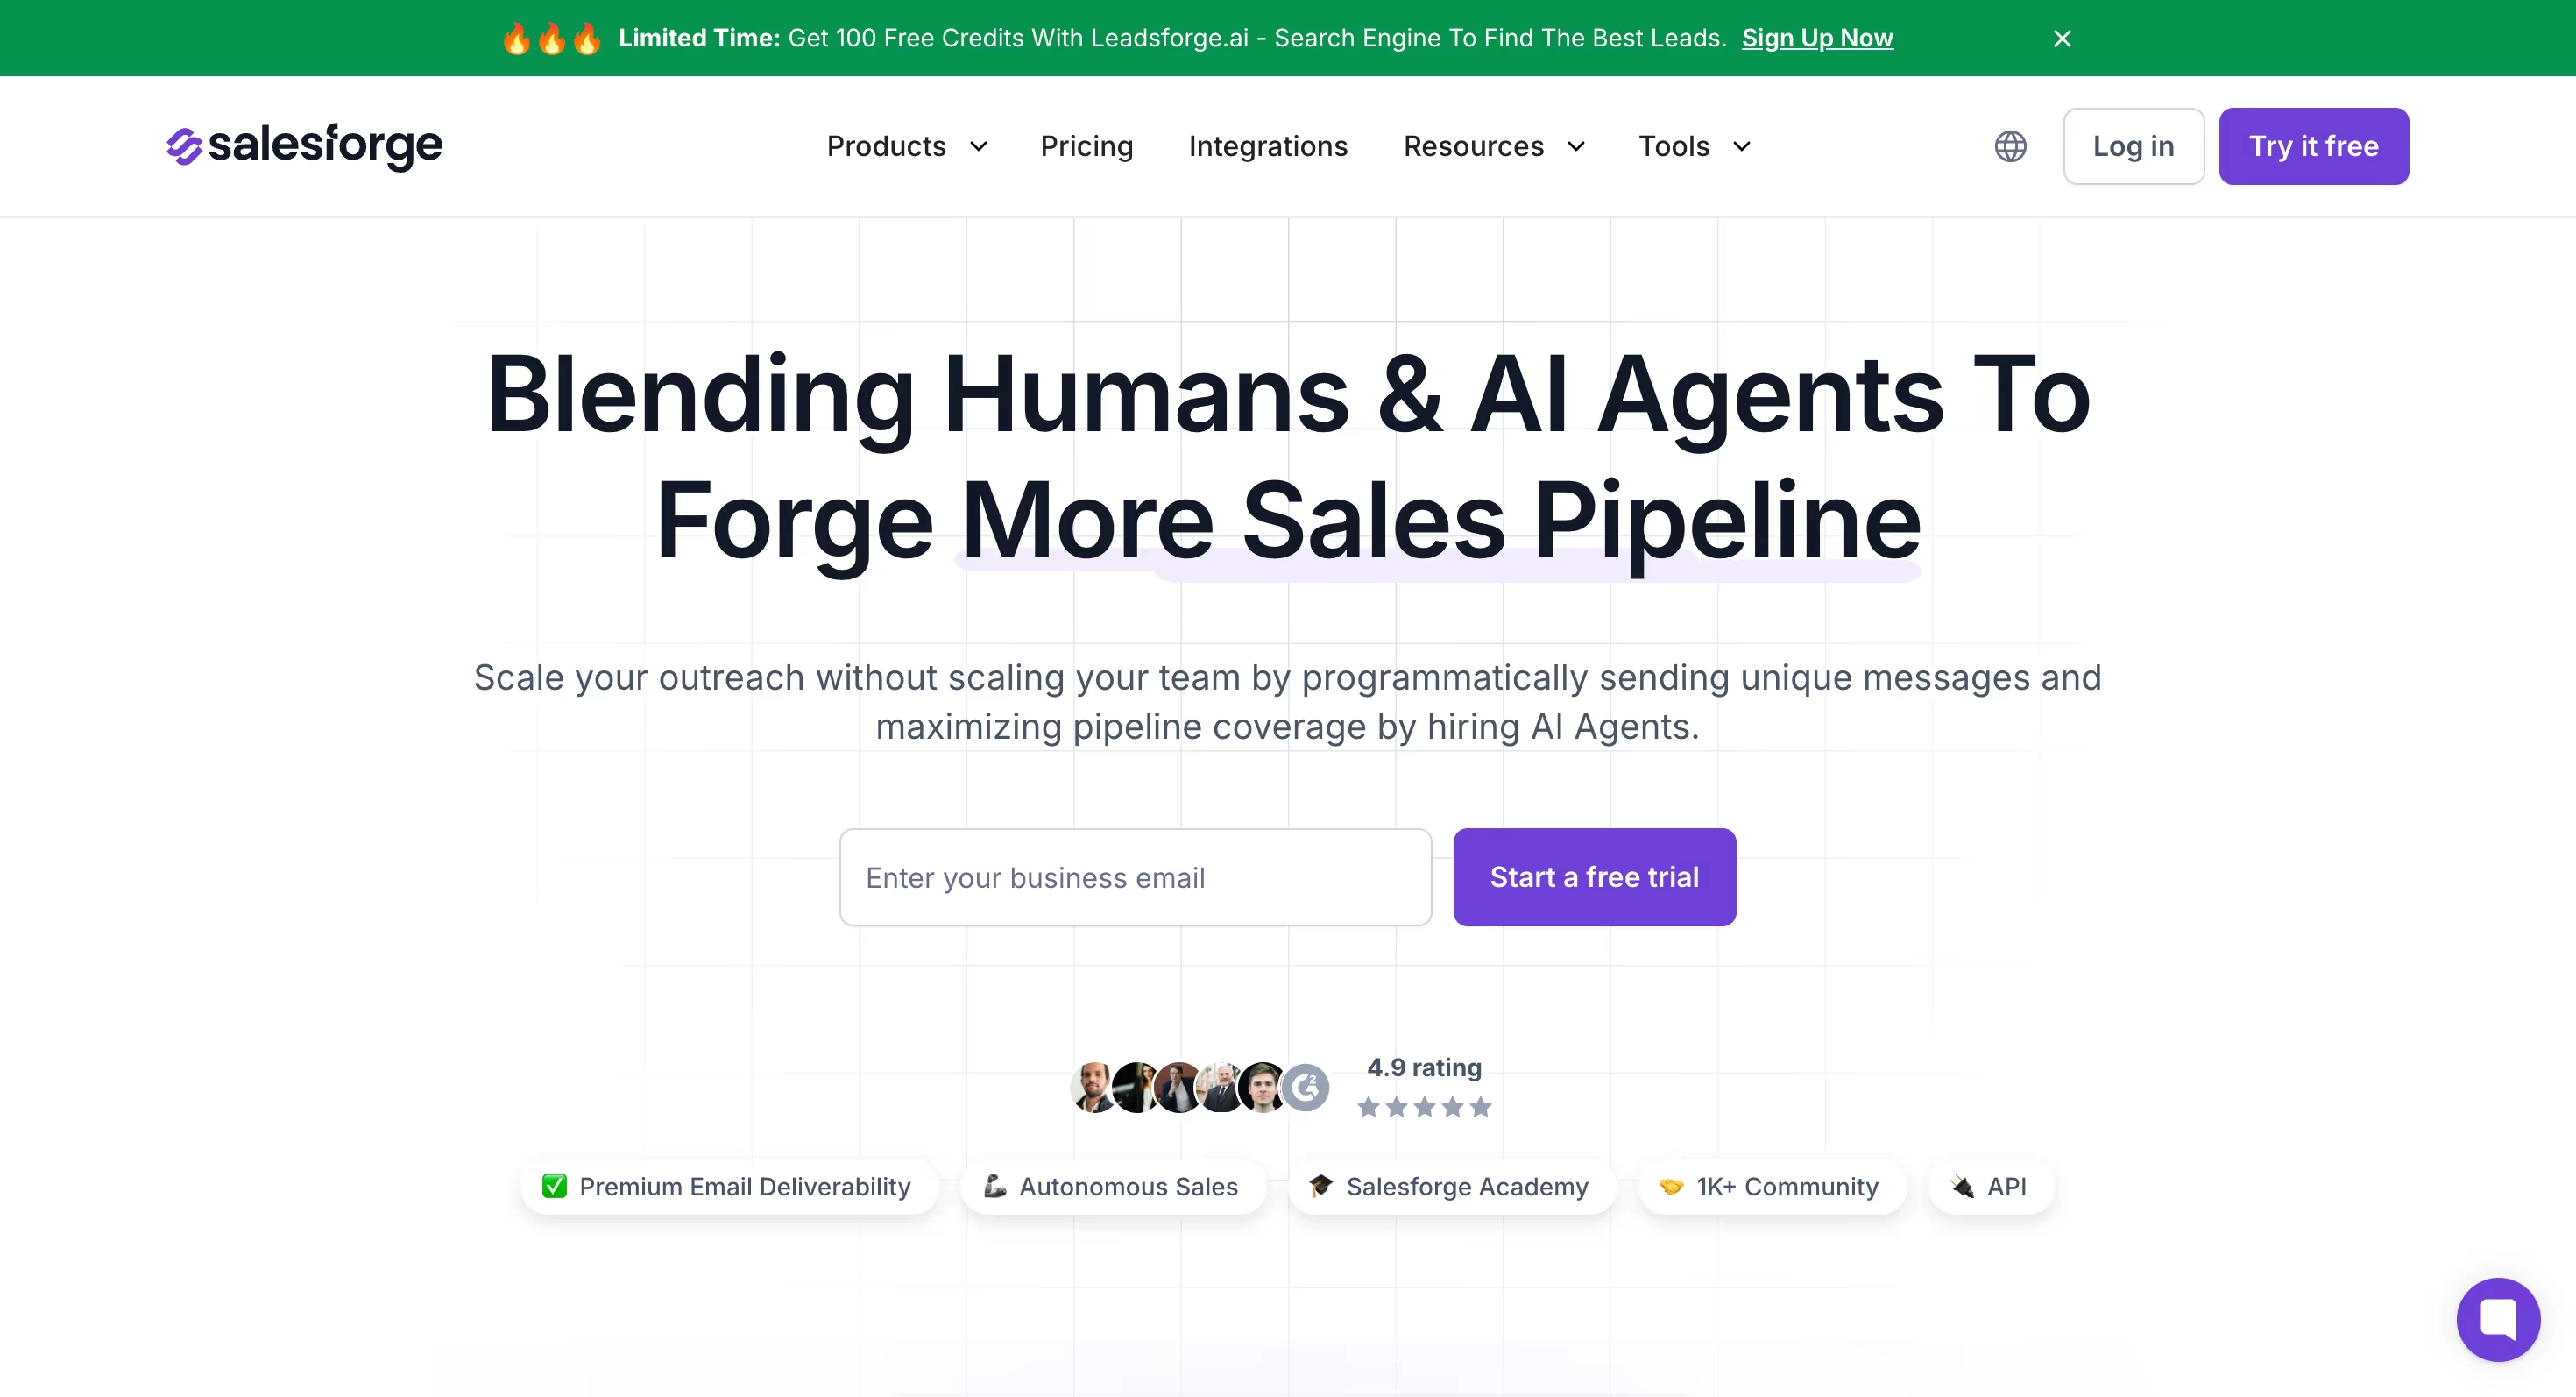 🔥🔥🔥 Limited Time: Get 100 Free Credits With Leadsforge.ai - Search Engine To Find The Best Leads. Sign Up Now
salesforge Products Pricing Integrations Resources Tools Log in Try it free
Blending Humans & AI Agents To
Forge More Sales Pipeline
Scale your outreach without scaling your team by programmatically sending unique messages and
maximizing pipeline coverage by hiring AI Agents.
Enter your business email Start a free trial
G2 4.9 rating
✅ Premium Email Deliverability 🦾 Autonomous Sales 🎓 Salesforge Academy 🤝 1K+ Community 🔌 API